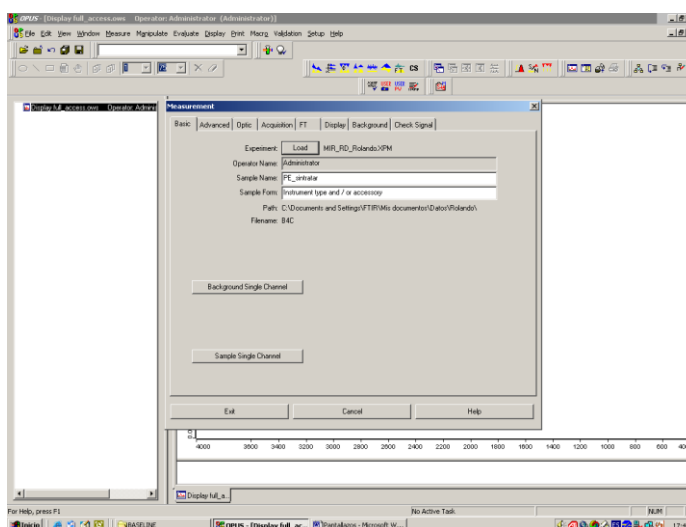 OPUS - [Display full_access.ows Operator: Administrator (Administrator)]
File Edit View Window Measure Manipulate Evaluate Display Print Macro Validation Setup Help
CS
FT
Display full_access.ows Operator: Adminis
Measurement
Basic Advanced Optic Acquisition FT Display Background Check Signal
Experiment: Load MIR_RD_Rolando.XPM
Operator Name: Administrator
Sample Name: PE_sintratar
Sample Form: Instrument type and / or accessory
Path: C:\Documents and Settings\FTIR\Mis documentos\Datos\Rolando\
Filename: B4C
Background Single Channel
Sample Single Channel
Exit Cancel Help
0.0
4000 3600 3400 3200 3000 2800 2600 2400 2200 2000 1800 1600 1400 1200 1000 800 600 40
Display full_a...
For Help, press F1 No Active Task NUM
Inicio BASELINE OPUS - [Display full_ac... Pantallazos - Microsoft W...